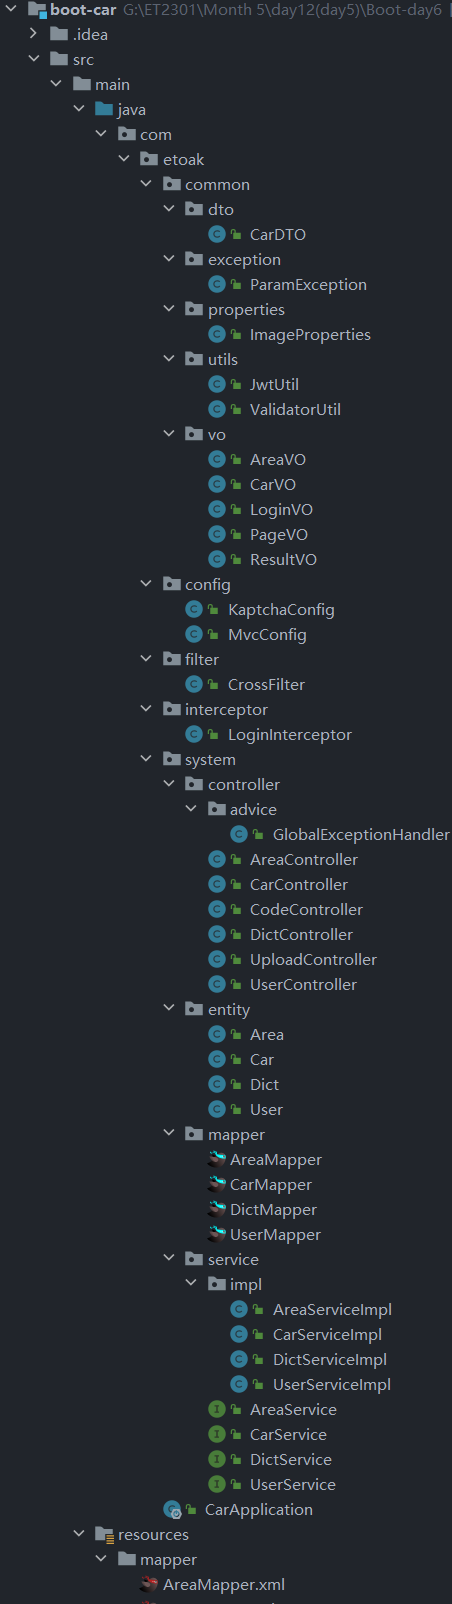 boot-car G:\ET2301\Month 5\day12(day5)\Boot-day6
.idea
src
main
java
com
etoak
common
dto
CarDTO
exception
ParamException
properties
ImageProperties
utils
JwtUtil
ValidatorUtil
vo
AreaVO
CarVO
LoginVO
PageVO
ResultVO
config
KaptchaConfig
MvcConfig
filter
CrossFilter
interceptor
LoginInterceptor
system
controller
advice
GlobalExceptionHandler
AreaController
CarController
CodeController
DictController
UploadController
UserController
entity
Area
Car
Dict
User
mapper
AreaMapper
CarMapper
DictMapper
UserMapper
service
impl
AreaServiceImpl
CarServiceImpl
DictServiceImpl
UserServiceImpl
AreaService
CarService
DictService
UserService
CarApplication
resources
mapper
AreaMapper.xml